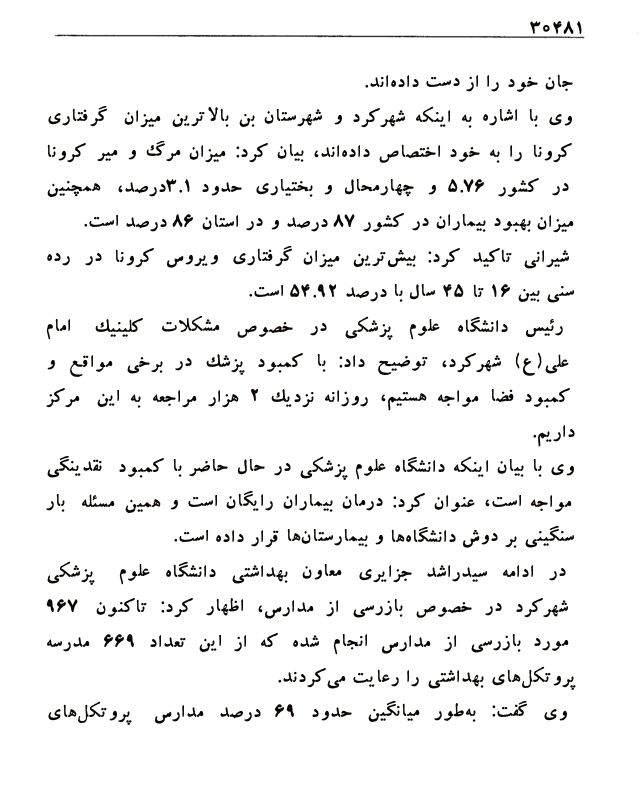 ۳۰۴۸۱
جان خود را از دست داده‌اند.
وی با اشاره به اینکه شهرکرد و شهرستان بن بالاترین میزان گرفتاری
کرونا را به خود اختصاص داده‌اند، بیان کرد: میزان مرگ و میر کرونا
در کشور ۵.۷۶ و چهارمحال و بختیاری حدود ۳.۱درصد، همچنین
میزان بهبود بیماران در کشور ۸۷ درصد و در استان ۸۶ درصد است.
شیرانی تاکید کرد: بیش‌ترین میزان گرفتاری ویروس کرونا در رده
سنی بین ۱۶ تا ۴۵ سال با درصد ۵۴.۹۲ است.
رئیس دانشگاه علوم پزشکی در خصوص مشکلات کلینیک امام
علی(ع) شهرکرد، توضیح داد: با کمبود پزشک در برخی مواقع و
کمبود فضا مواجه هستیم، روزانه نزدیک ۲ هزار مراجعه به این مرکز
داریم.
وی با بیان اینکه دانشگاه علوم پزشکی در حال حاضر با کمبود نقدینگی
مواجه است، عنوان کرد: درمان بیماران رایگان است و همین مسئله بار
سنگینی بر دوش دانشگاه‌ها و بیمارستان‌ها قرار داده است.
در ادامه سیدراشد جزایری معاون بهداشتی دانشگاه علوم پزشکی
شهرکرد در خصوص بازرسی از مدارس، اظهار کرد: تاکنون ۹۶۷
مورد بازرسی از مدارس انجام شده که از این تعداد ۶۶۹ مدرسه
پروتکل‌های بهداشتی را رعایت می‌کردند.
وی گفت: به‌طور میانگین حدود ۶۹ درصد مدارس پروتکل‌های